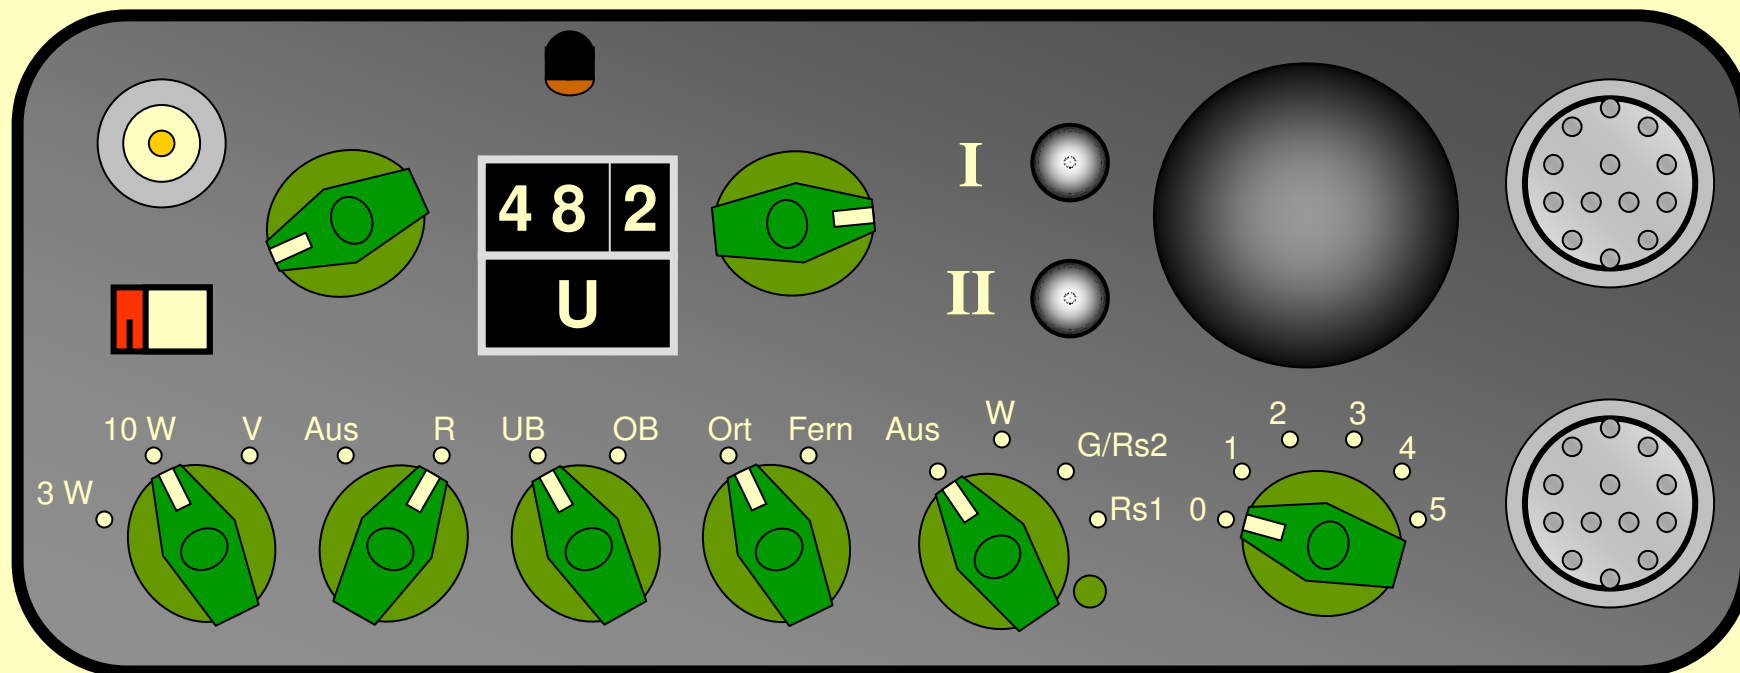 I
4 8 2
II
U
10 W V Aus R UB OB Ort Fern Aus W G/Rs2
3 W Rs1
2 3
1 4
0 5